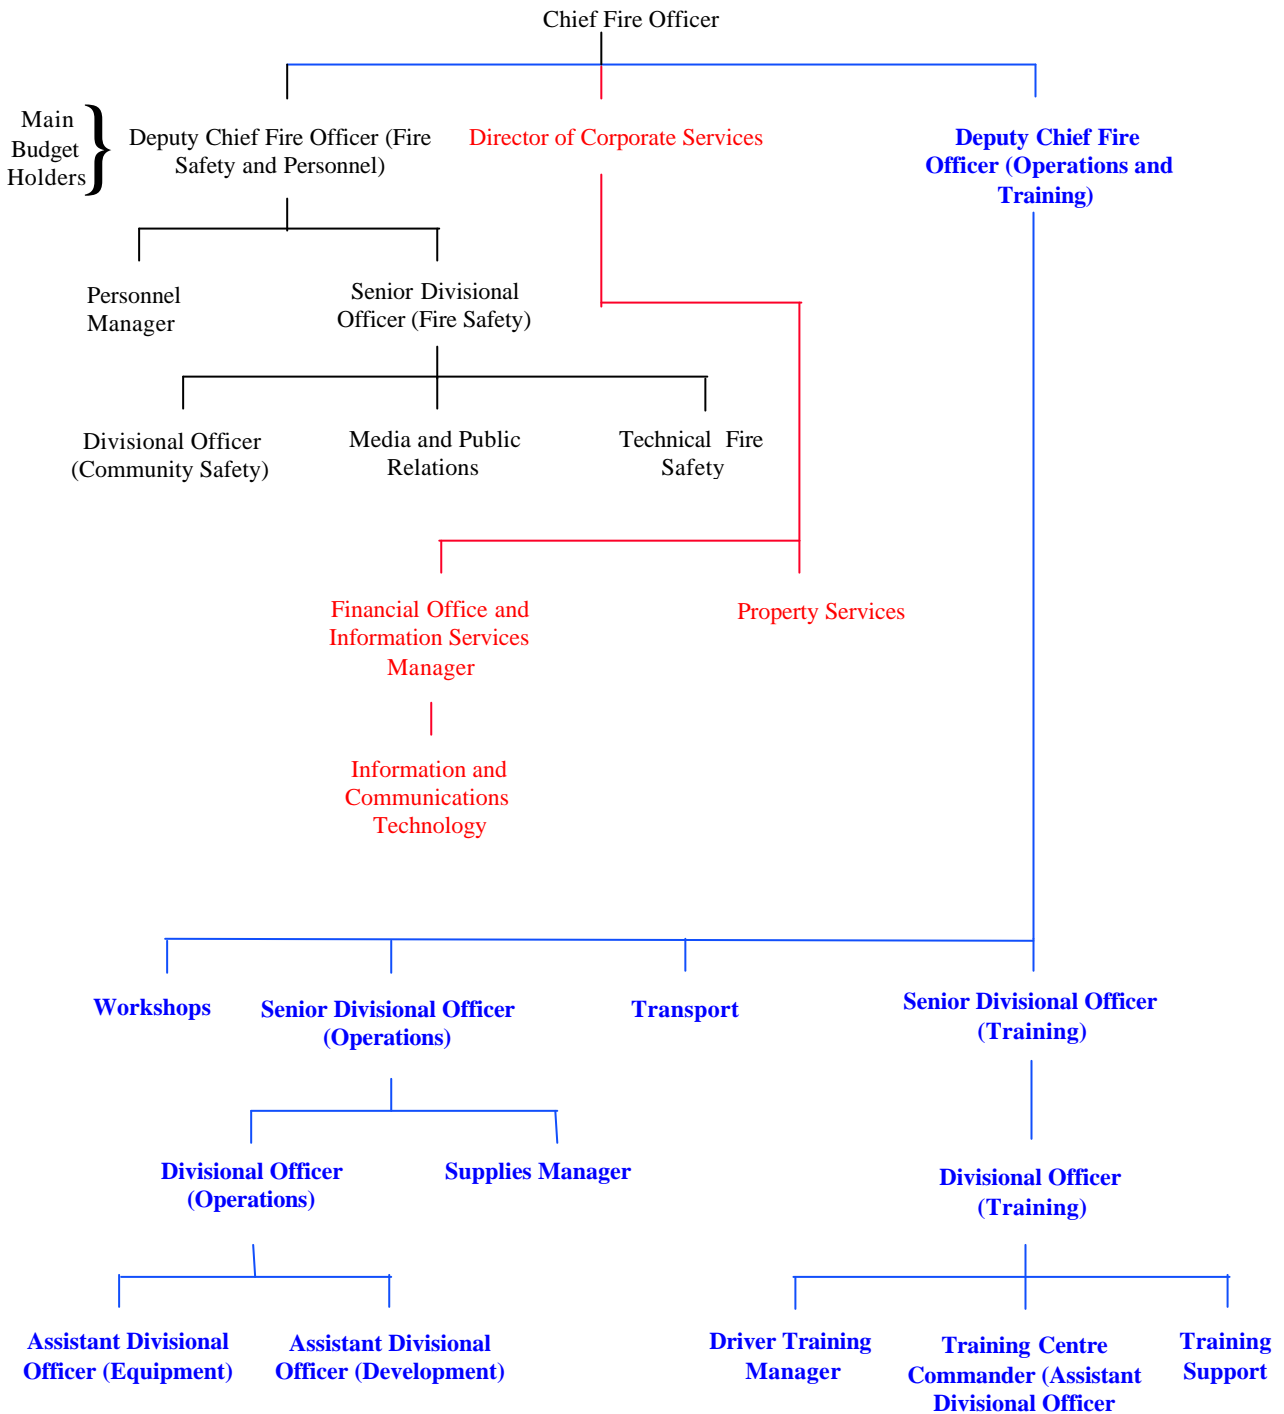 Chief Fire Officer
Main
Budget
Holders
Deputy Chief Fire Officer (Fire
Safety and Personnel)
Director of Corporate Services
Deputy Chief Fire
Officer (Operations and
Training)
Personnel
Manager
Senior Divisional
Officer (Fire Safety)
Divisional Officer
(Community Safety)
Media and Public
Relations
Technical Fire
Safety
Financial Office and
Information Services
Manager
Property Services
Information and
Communications
Technology
Workshops
Senior Divisional Officer
(Operations)
Transport
Senior Divisional Officer
(Training)
Divisional Officer
(Operations)
Supplies Manager
Divisional Officer
(Training)
Assistant Divisional
Officer (Equipment)
Assistant Divisional
Officer (Development)
Driver Training
Manager
Training Centre
Commander (Assistant
Divisional Officer
Training
Support